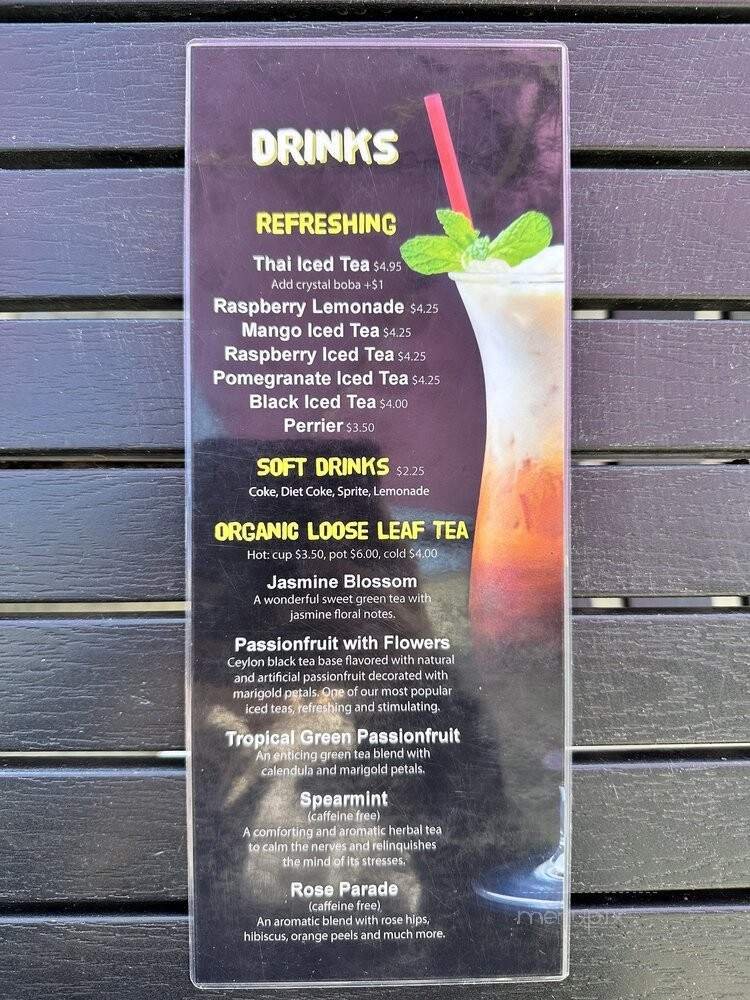 DRINKS
REFRESHING
Thai Iced Tea $4.95
Add crystal boba +$1
Raspberry Lemonade $4.25
Mango Iced Tea $4.25
Raspberry Iced Tea $4.25
Pomegranate Iced Tea $4.25
Black Iced Tea $4.00
Perrier $3.50
SOFT DRINKS $2.25
Coke, Diet Coke, Sprite, Lemonade
ORGANIC LOOSE LEAF TEA
Hot: cup $3.50, pot $6.00, cold $4.00
Jasmine Blossom
A wonderful sweet green tea with
jasmine floral notes.
Passionfruit with Flowers
Ceylon black tea base flavored with natural
and artificial passionfruit decorated with
marigold petals. One of our most popular
iced teas, refreshing and stimulating.
Tropical Green Passionfruit
An enticing green tea blend with
calendula and marigold petals.
Spearmint
(caffeine free)
A comforting and aromatic herbal tea
to calm the nerves and relinquishes
the mind of its stresses.
Rose Parade
(caffeine free)
An aromatic blend with rose hips,
hibiscus, orange peels and much more.